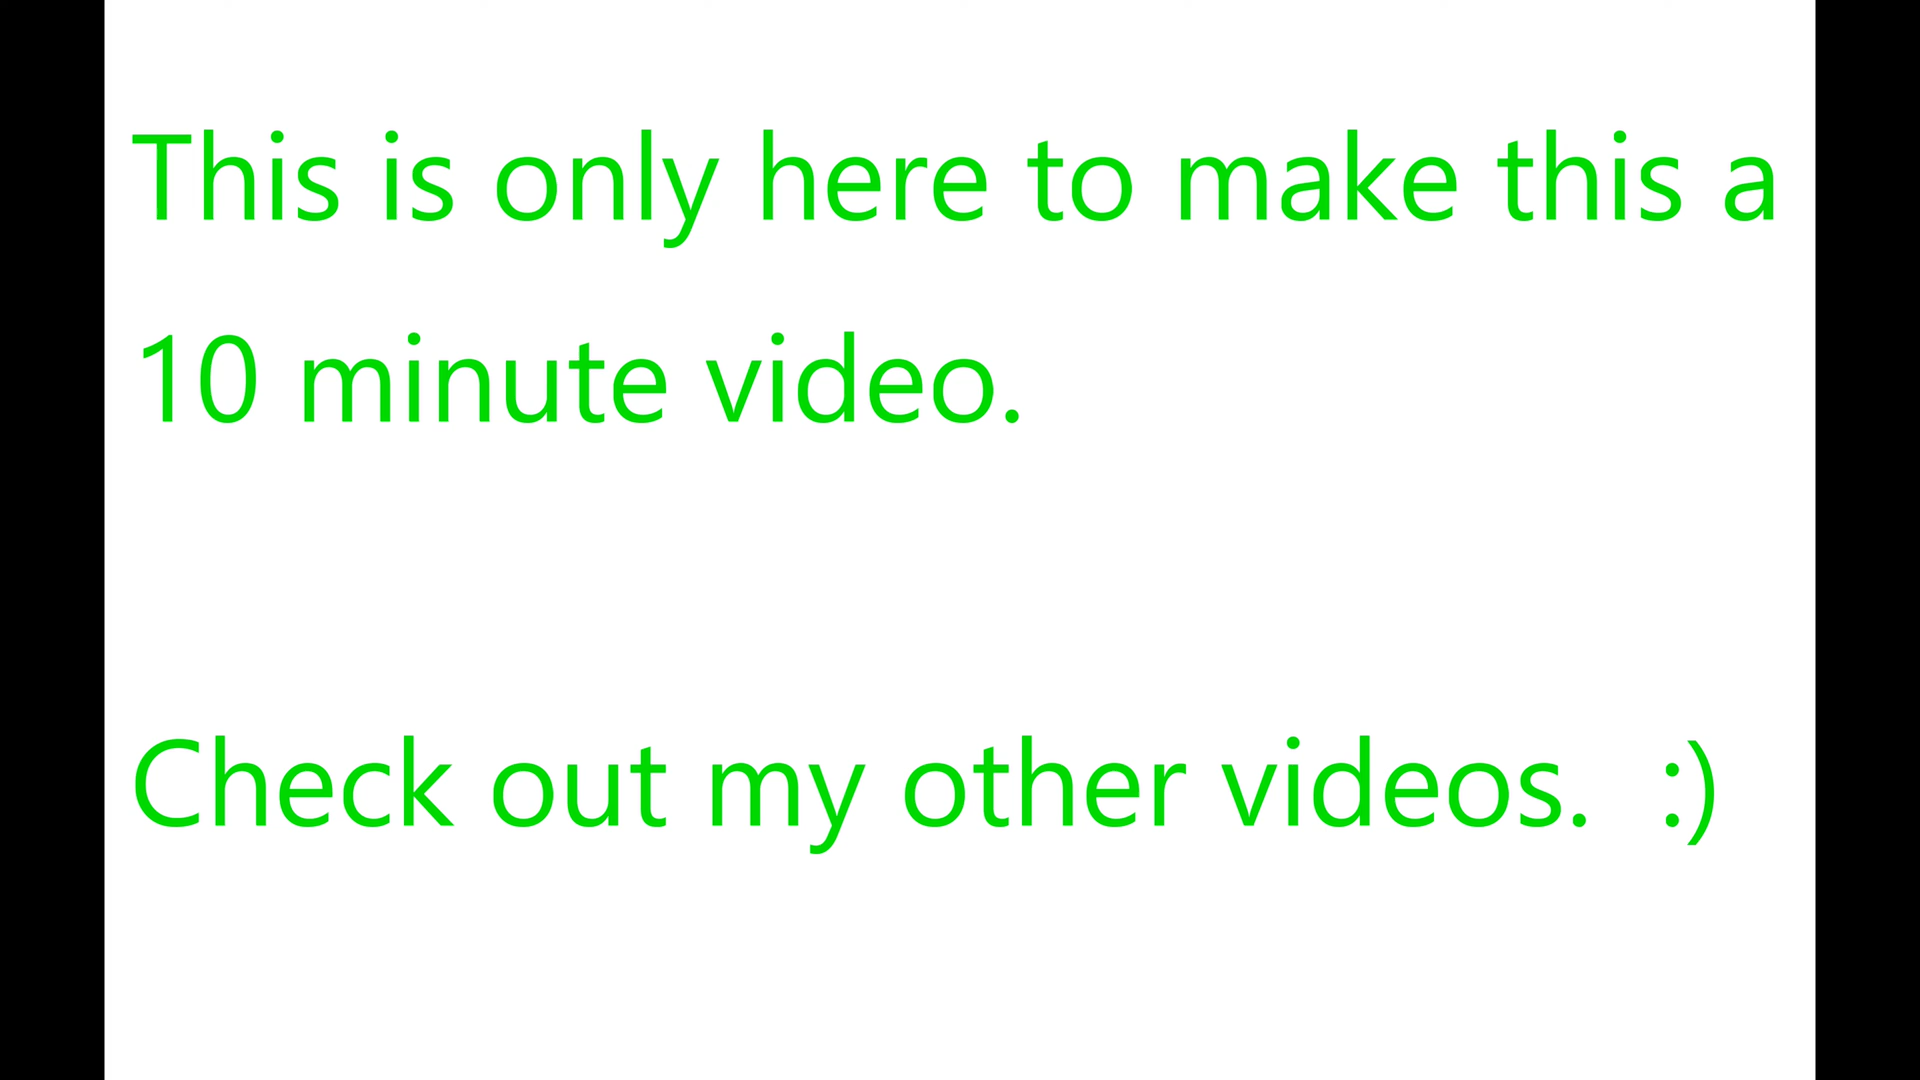 This is only here to make this a
10 minute video.
Check out my other videos.  :)